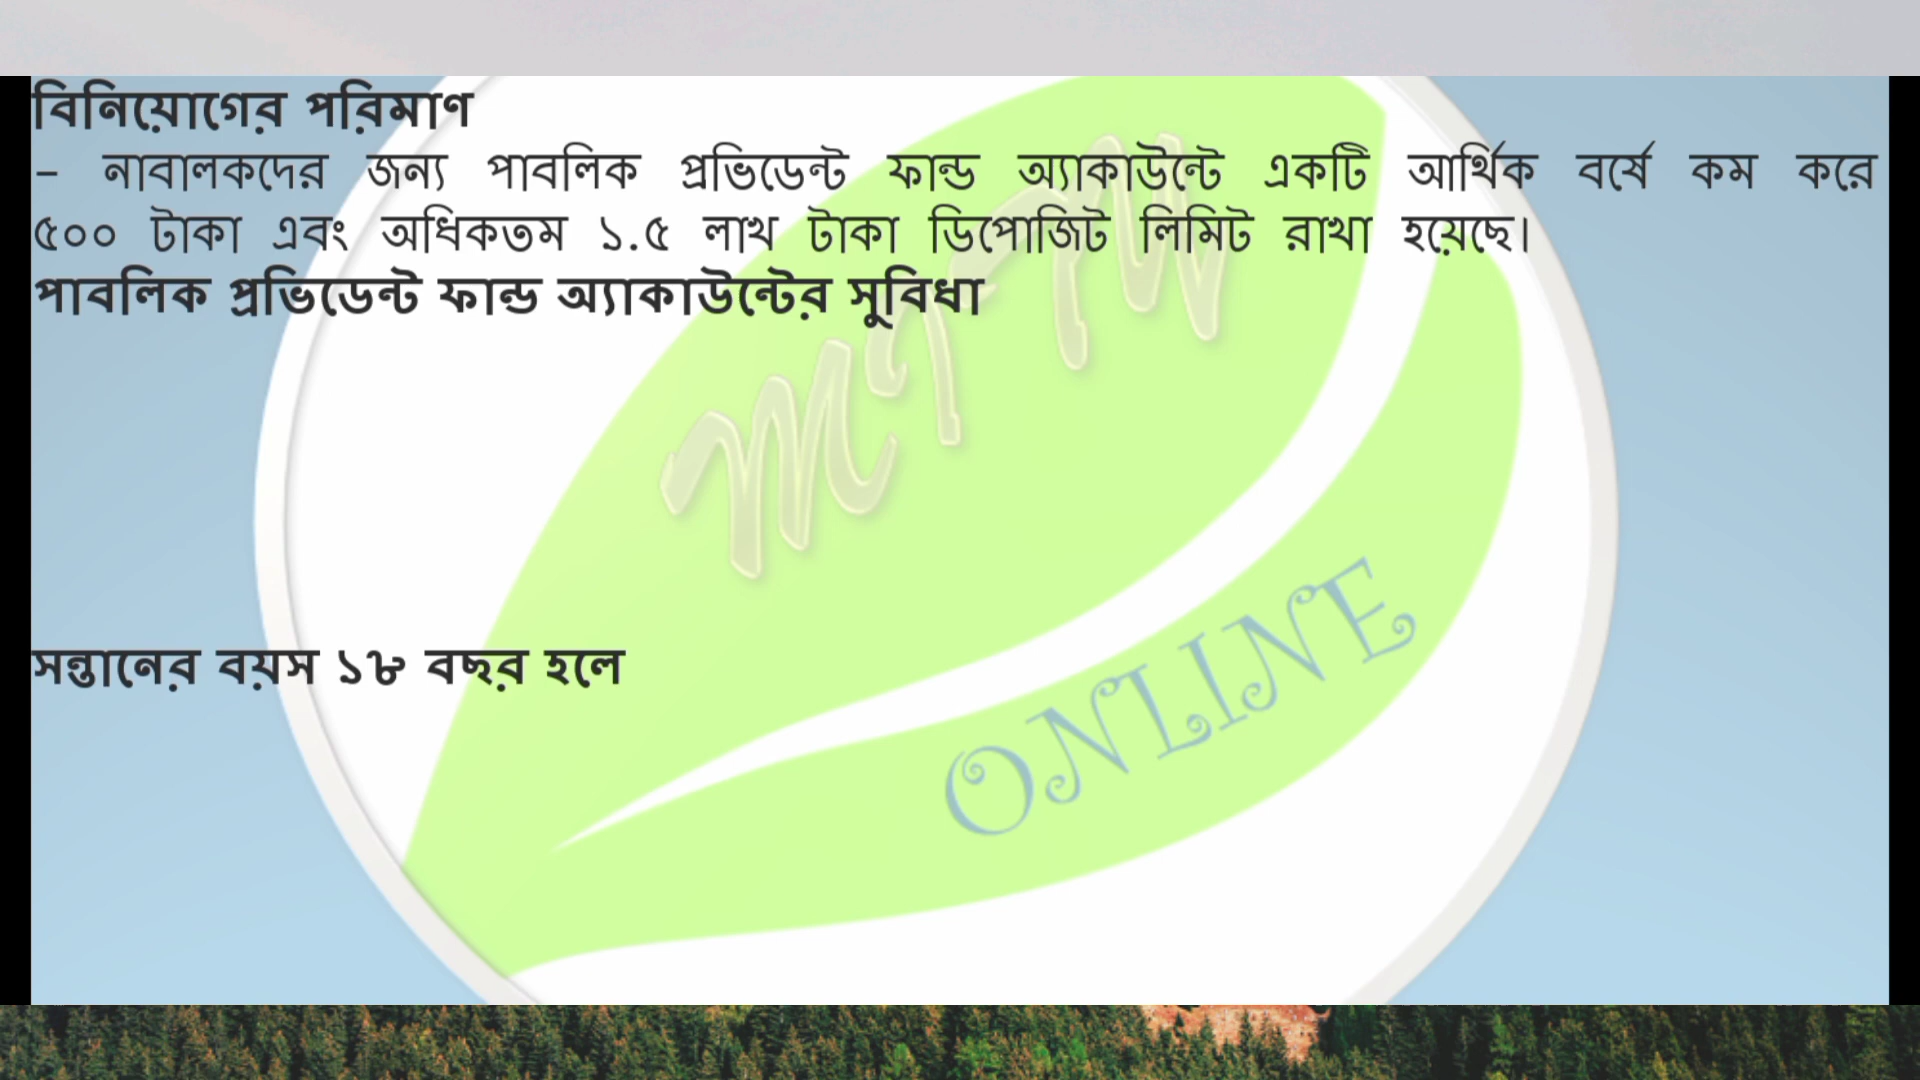 বিনিয়োগের পরিমাণ
– নাবালকদের জন্য পাবলিক প্রভিডেন্ট ফান্ড অ্যাকাউন্টে একটি আর্থিক বর্ষে কম করে
৫০০ টাকা এবং অধিকতম ১.৫ লাখ টাকা ডিপোজিট লিমিট রাখা হয়েছে।
পাবলিক প্রভিডেন্ট ফান্ড অ্যাকাউন্টের সুবিধা
সন্তানের বয়স ১৮ বছর হলে
ONLINE